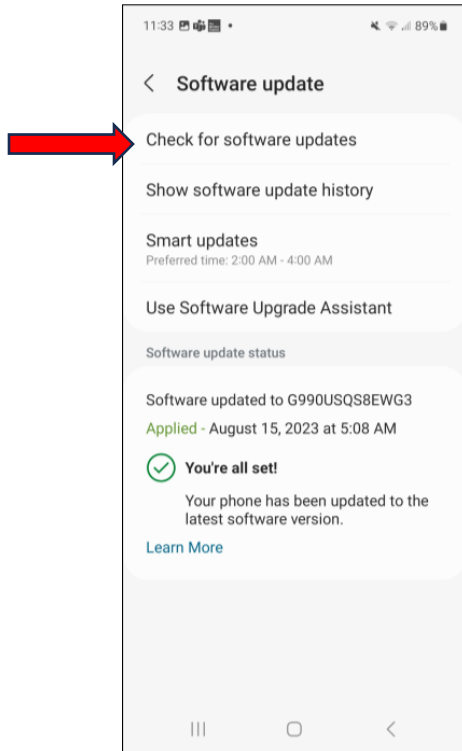 11:33
89%
Software update
Check for software updates
Show software update history
Smart updates
Preferred time: 2:00 AM - 4:00 AM
Use Software Upgrade Assistant
Software update status
Software updated to G990USQS8EWG3
Applied - August 15, 2023 at 5:08 AM
You're all set!
Your phone has been updated to the
latest software version.
Learn More